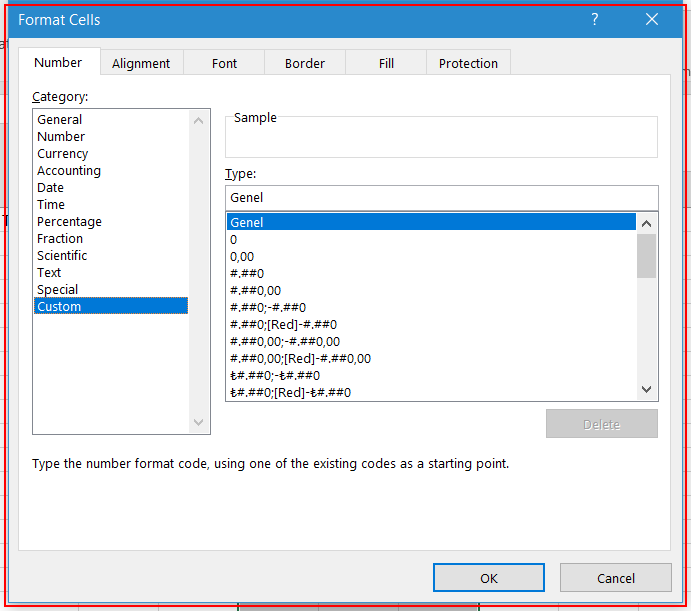 Format Cells
?
Number Alignment Font Border Fill Protection
Category:
General
Number
Currency
Accounting
Date
Time
Percentage
Fraction
Scientific
Text
Special
Custom
Sample
Type:
Genel
Genel
0
0,00
#.##0
#.##0,00
#.##0;-#.##0
#.##0;[Red]-#.##0
#.##0,00;-#.##0,00
#.##0,00;[Red]-#.##0,00
₺#.##0;-₺#.##0
₺#.##0;[Red]-₺#.##0
Delete
Type the number format code, using one of the existing codes as a starting point.
OK Cancel